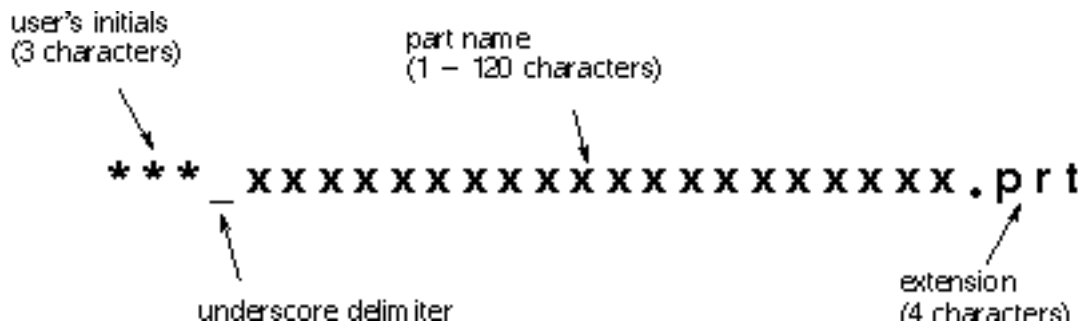 user's initials
(3 characters)
part name
(1 – 120 characters)
***_xxxxxxxxxxxxxxxxxxxx.prt
underscore delimiter
extension
(4 characters)